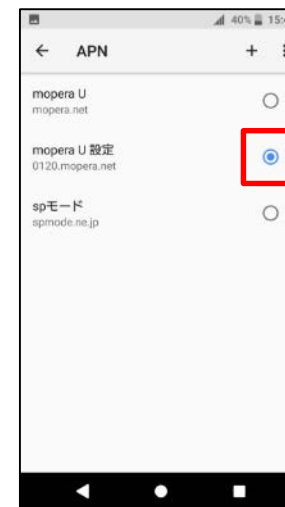 40% 15:
APN
mopera U
mopera.net
mopera U 設定
0120.mopera.net
spモード
spmode.ne.jp